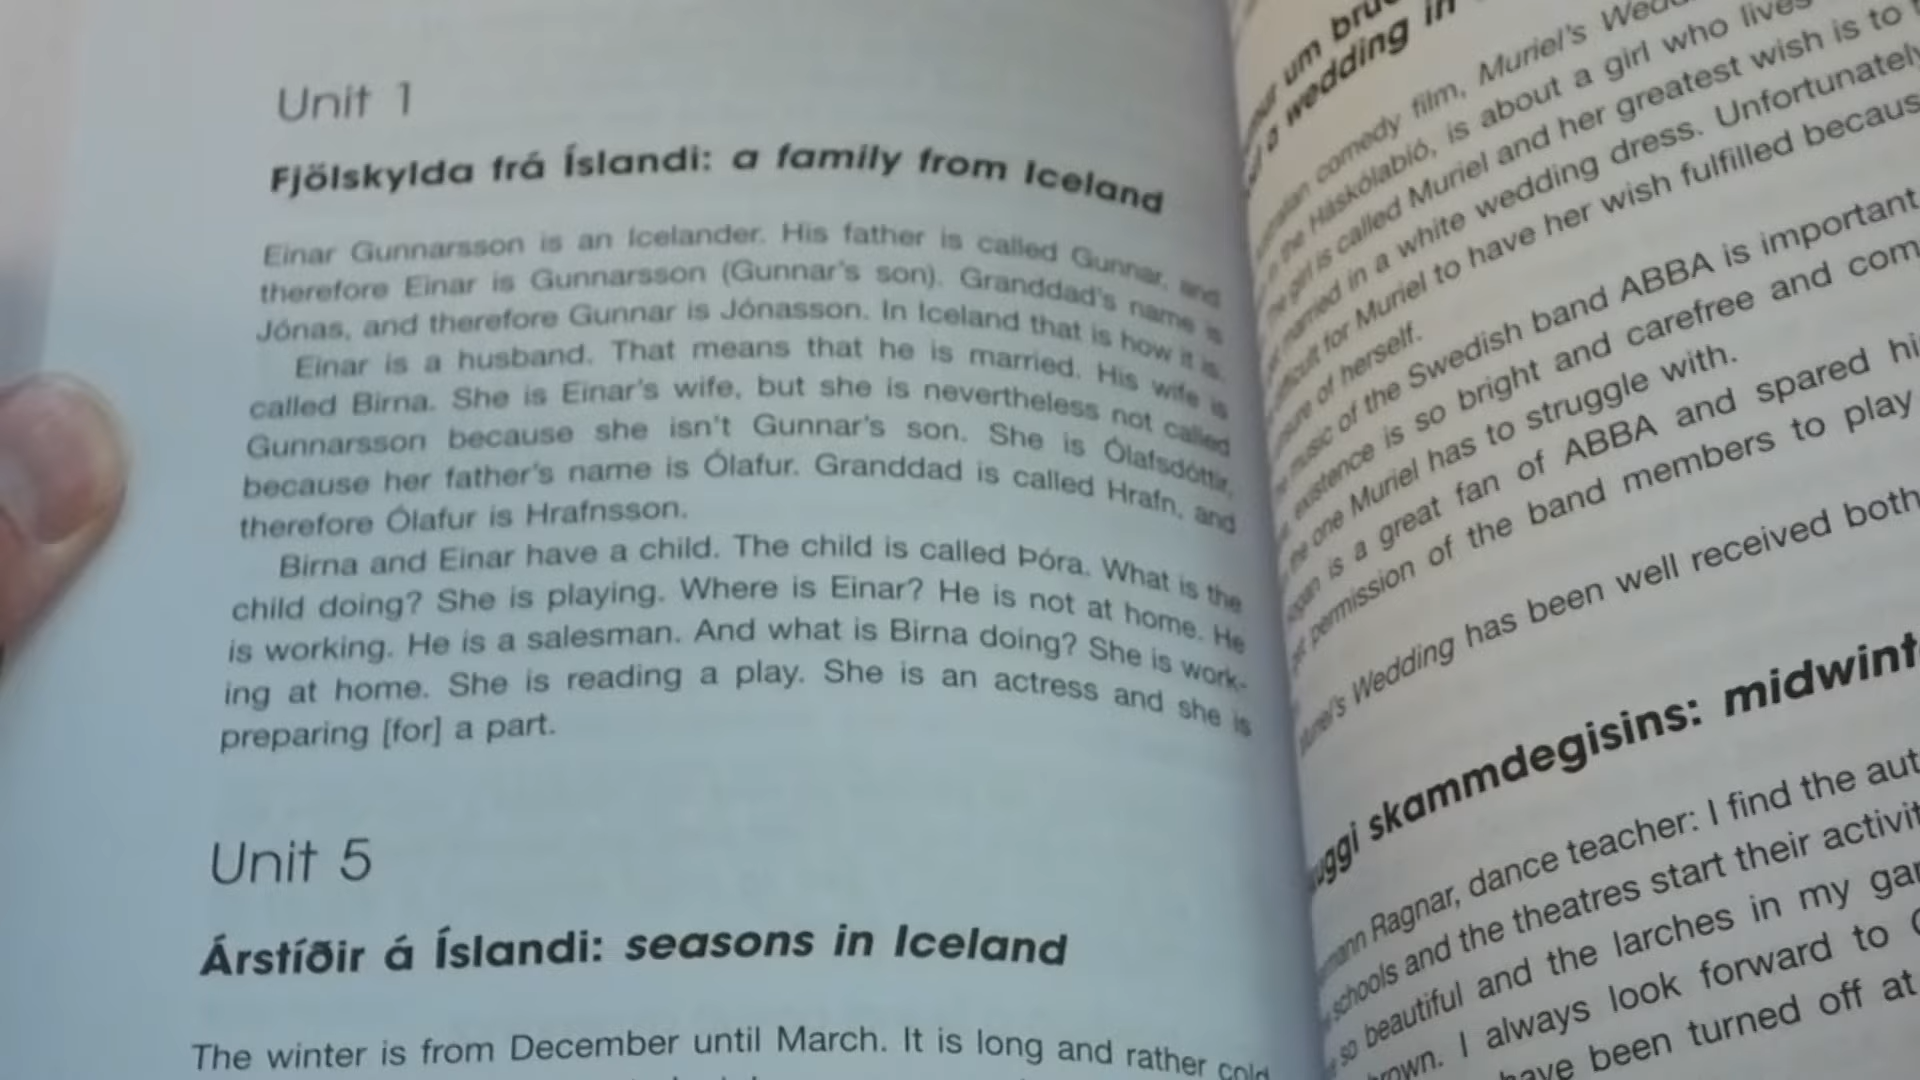 Unit 1
Fjölskylda frá Íslandi: a family from Iceland
Einar Gunnarsson is an Icelander. His father is called Gunnar, and
therefore Einar is Gunnarsson (Gunnar's son). Granddad's name is
Jónas, and therefore Gunnar is Jónasson. In Iceland that is how it is.
Einar is a husband. That means that he is married. His wife is
called Birna. She is Einar's wife, but she is nevertheless not called
Gunnarsson because she isn't Gunnar's son. She is Ólafsdóttir,
because her father's name is Ólafur. Granddad is called Hrafn, and
therefore Ólafur is Hrafnsson.
Birna and Einar have a child. The child is called Þóra. What is the
child doing? She is playing. Where is Einar? He is not at home. He
is working. He is a salesman. And what is Birna doing? She is work-
ing at home. She is reading a play. She is an actress and she is
preparing [for] a part.
Unit 5
Árstíðir á Íslandi: seasons in Iceland
The winter is from December until March. It is long and rather cold
um
a wedding in
comedy film, Muriel's
the Háskólabíó, is about a girl who lives
girl is called Muriel and her greatest wish is to
married in a white wedding dress. Unfortunately
for Muriel to have her wish fulfilled
of herself.
music of the Swedish band ABBA is important
existence is so bright and carefree and
the one Muriel has to struggle with.
is a great fan of ABBA and spared
permission of the band members to play
Wedding has been well received both
skammdegisins:
Ragnar, dance teacher: I find the
schools and the theatres start their
so beautiful and the larches in my
I always look forward to
have been turned off at